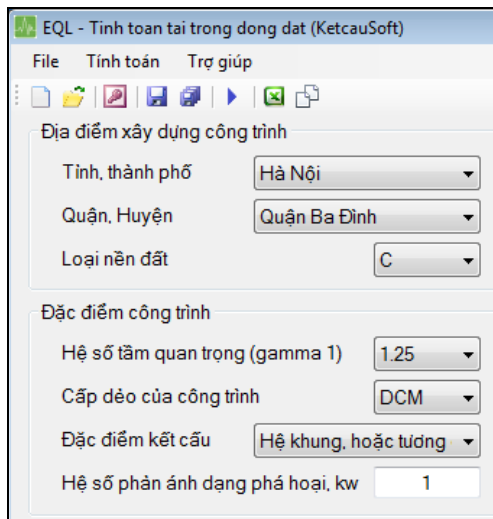 EQL - Tinh toan tai trong dong dat (KetcauSoft)
File Tính toán Trợ giúp
Địa điểm xây dựng công trình
Tỉnh, thành phố Hà Nội
Quận, Huyện Quận Ba Đình
Loại nền đất C
Đặc điểm công trình
Hệ số tầm quan trọng (gamma 1) 1.25
Cấp dẻo của công trình DCM
Đặc điểm kết cấu Hệ khung, hoặc tương
Hệ số phản ánh dạng phá hoại, kw 1